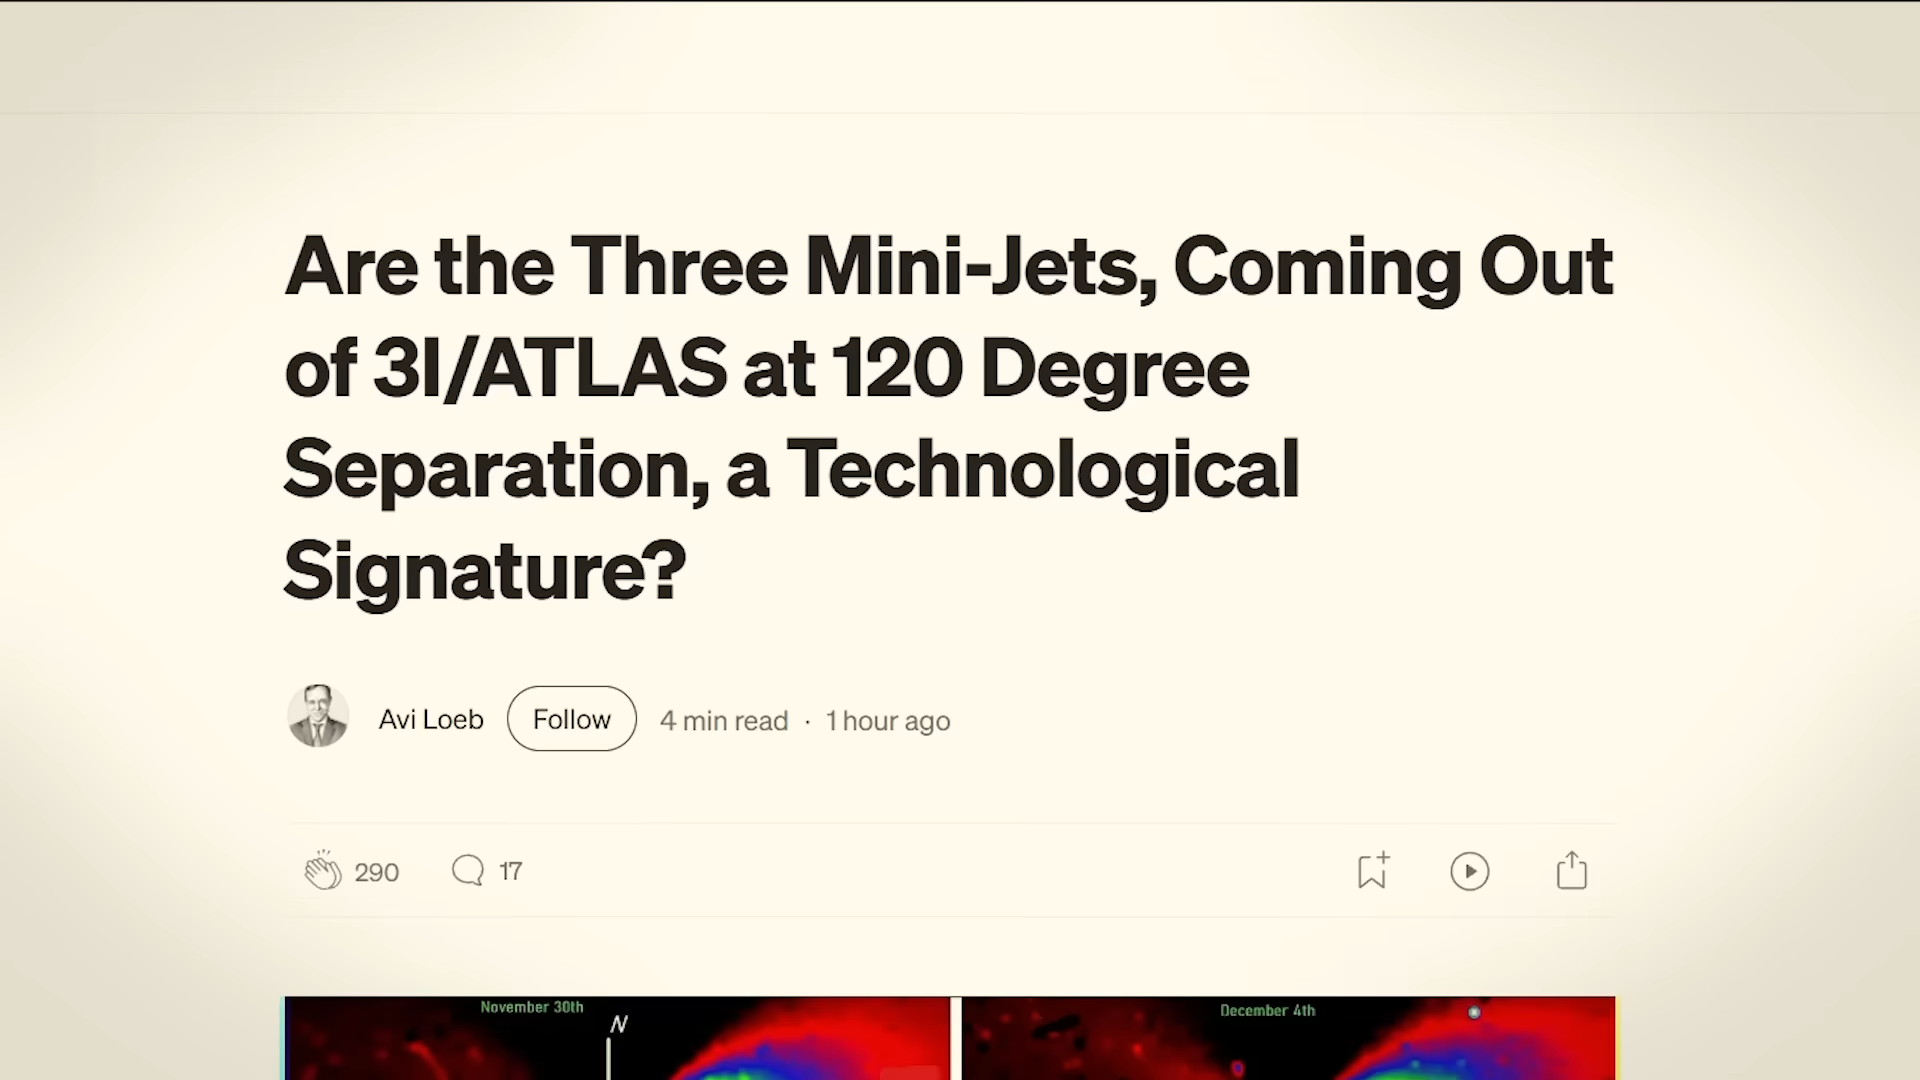 Are the Three Mini-Jets, Coming Out
of 3I/ATLAS at 120 Degree
Separation, a Technological
Signature?
Avi Loeb Follow 4 min read · 1 hour ago
290 17
November 30th December 4th
N